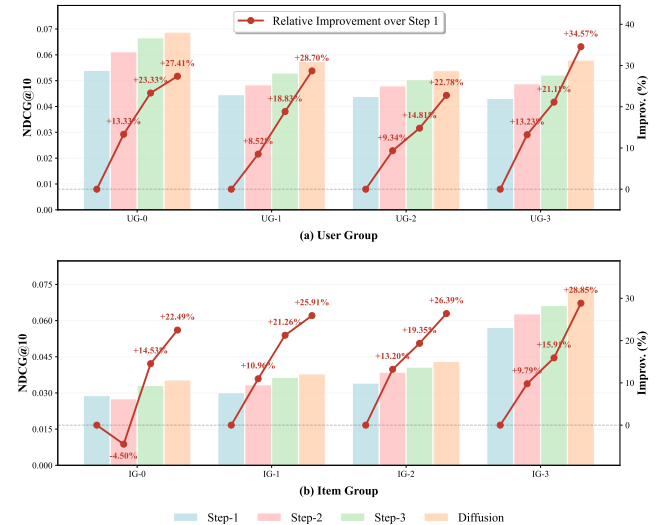 Relative Improvement over Step 1
NDCG@10
0.07
0.06
0.05
0.04
0.03
0.02
0.01
0.00
+13.33%
+23.33%
+27.41%
+8.52%
+18.83%
+28.70%
+9.34%
+14.81%
+22.78%
+13.23%
+21.11%
+34.57%
40
30
20
10
0
Improv. (%)
UG-0
UG-1
UG-2
UG-3
(a) User Group
NDCG@10
0.075
0.060
0.045
0.030
0.015
0.000
-4.50%
+14.53%
+22.49%
+10.96%
+21.26%
+25.91%
+13.20%
+19.35%
+26.39%
+9.79%
+15.91%
+28.85%
30
20
10
0
Improv. (%)
IG-0
IG-1
IG-2
IG-3
(b) Item Group
Step-1
Step-2
Step-3
Diffusion